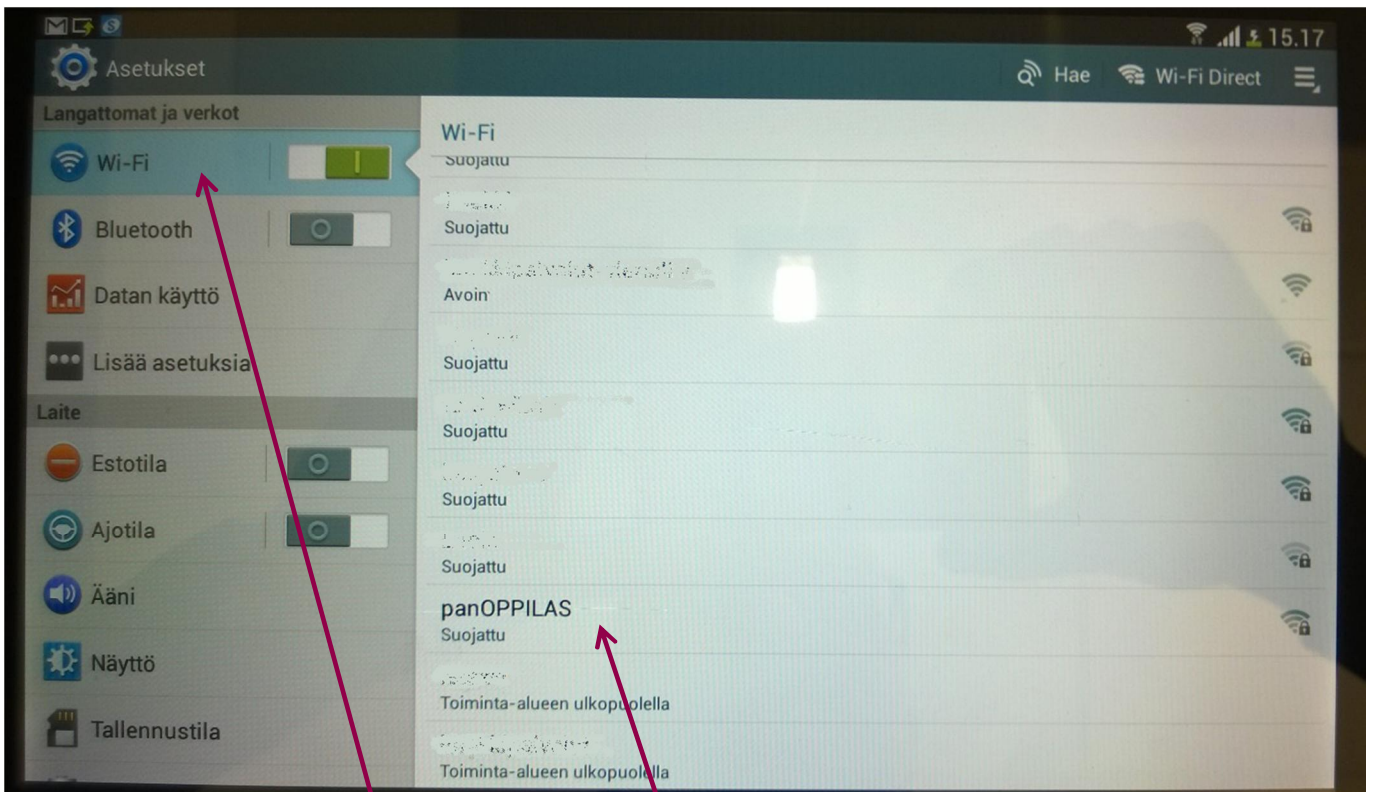 15.17
Asetukset
Hae
Wi-Fi Direct
Langattomat ja verkot
Wi-Fi
Bluetooth
Datan käyttö
Lisää asetuksia
Laite
Estotila
Ajotila
Ääni
Näyttö
Tallennustila
Wi-Fi
Suojattu
Suojattu
Avoin
Suojattu
Suojattu
Suojattu
Suojattu
panOPPILAS
Suojattu
Toiminta-alueen ulkopuolella
Toiminta-alueen ulkopuolella